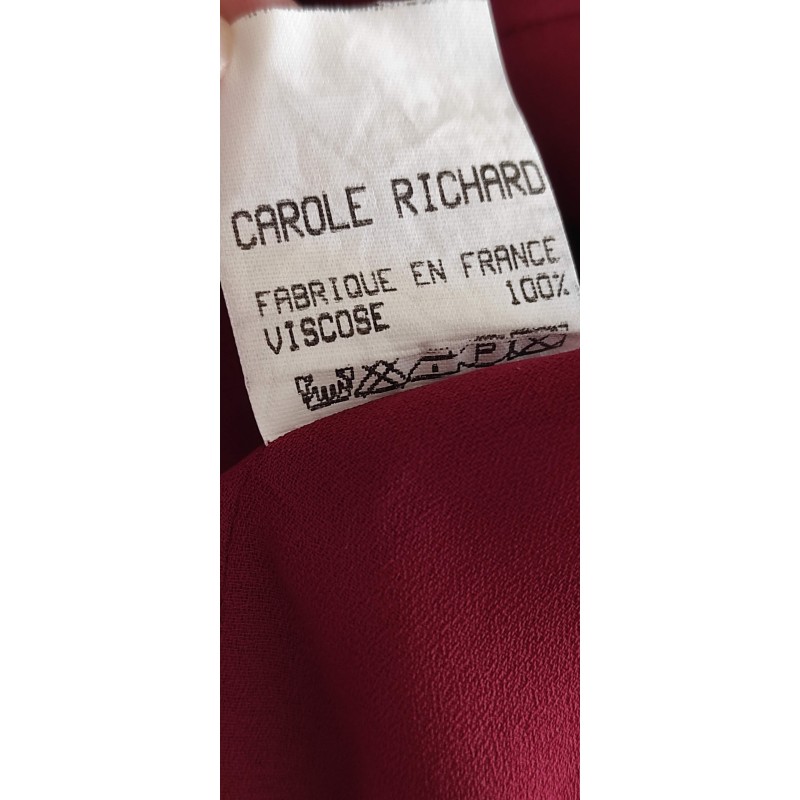 CAROLE RICHARD
FABRIQUE EN FRANCE
VISCOSE 100%
P